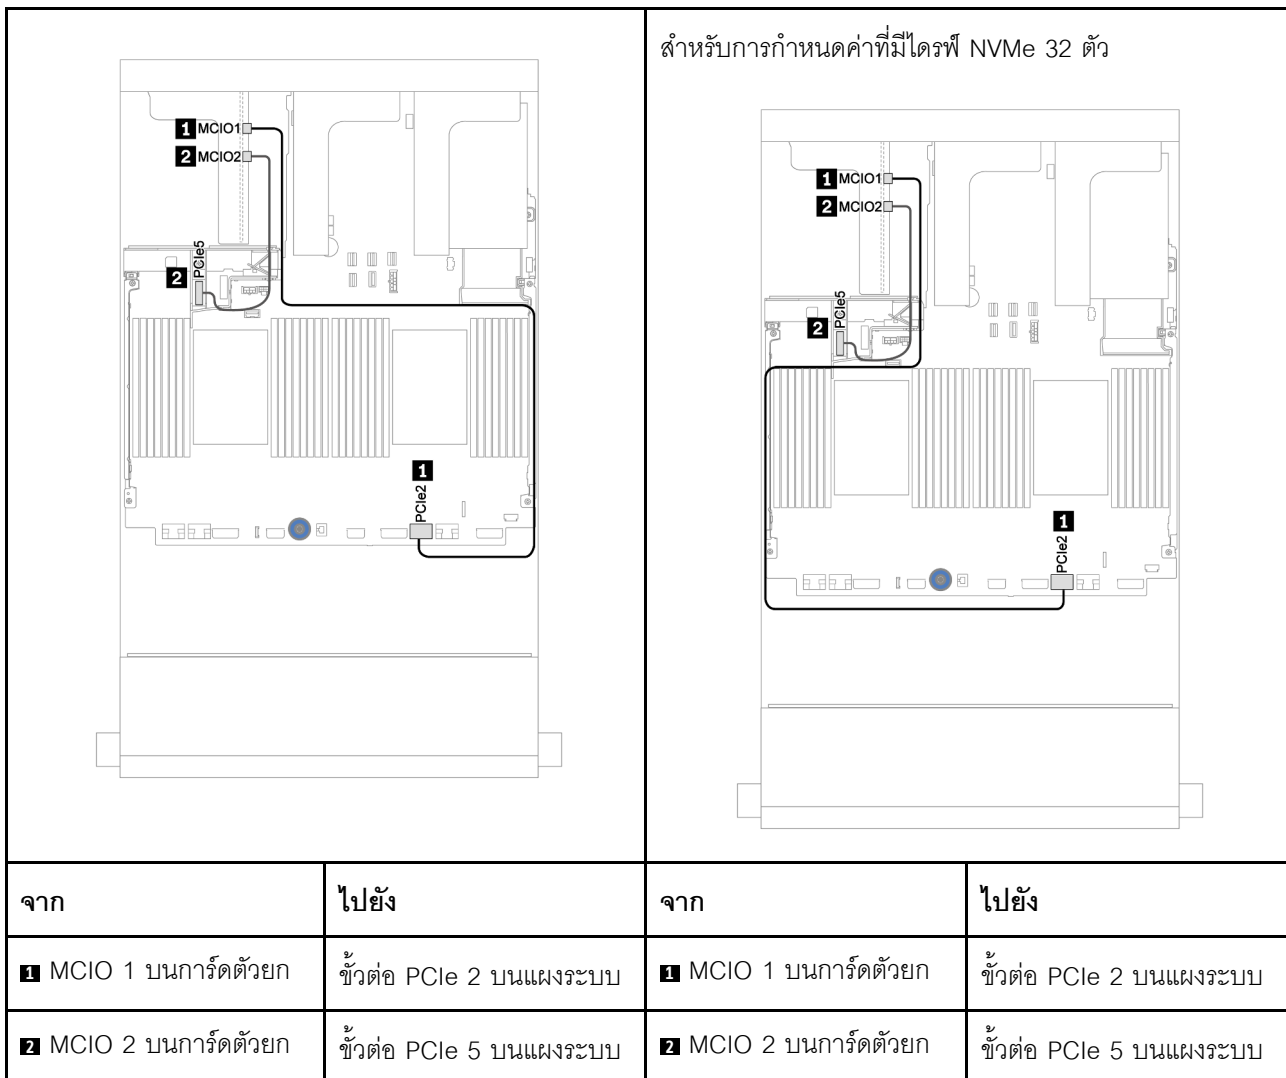 1 MCIO1
2 MCIO2
2 PCIe5
1
PCIe2
สำหรับการกำหนดค่าที่มีไดรฟ์ NVMe 32 ตัว
1 MCIO1
2 MCIO2
2 PCIe5
1
PCIe2
จาก ไปยัง จาก ไปยัง
1 MCIO 1 บนการ์ดตัวยก ขั้วต่อ PCIe 2 บนแผงระบบ 1 MCIO 1 บนการ์ดตัวยก ขั้วต่อ PCIe 2 บนแผงระบบ
2 MCIO 2 บนการ์ดตัวยก ขั้วต่อ PCIe 5 บนแผงระบบ 2 MCIO 2 บนการ์ดตัวยก ขั้วต่อ PCIe 5 บนแผงระบบ